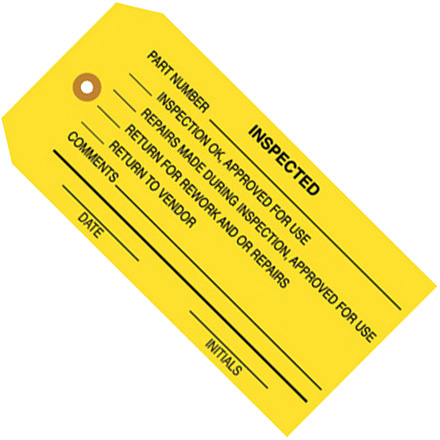 INSPECTED
PART NUMBER
INSPECTION OK, APPROVED FOR USE
REPAIRS MADE DURING INSPECTION, APPROVED FOR USE
RETURN FOR REWORK AND OR REPAIRS
RETURN TO VENDOR
COMMENTS
DATE
INITIALS